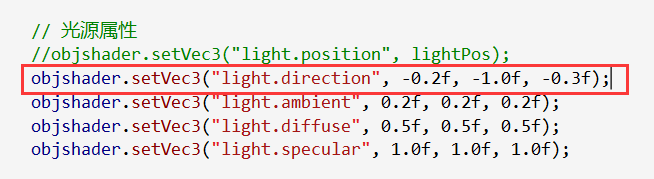 // 光源属性
//objshader.setVec3("light.position", lightPos);
objshader.setVec3("light.direction", -0.2f, -1.0f, -0.3f);
objshader.setVec3("light.ambient", 0.2f, 0.2f, 0.2f);
objshader.setVec3("light.diffuse", 0.5f, 0.5f, 0.5f);
objshader.setVec3("light.specular", 1.0f, 1.0f, 1.0f);